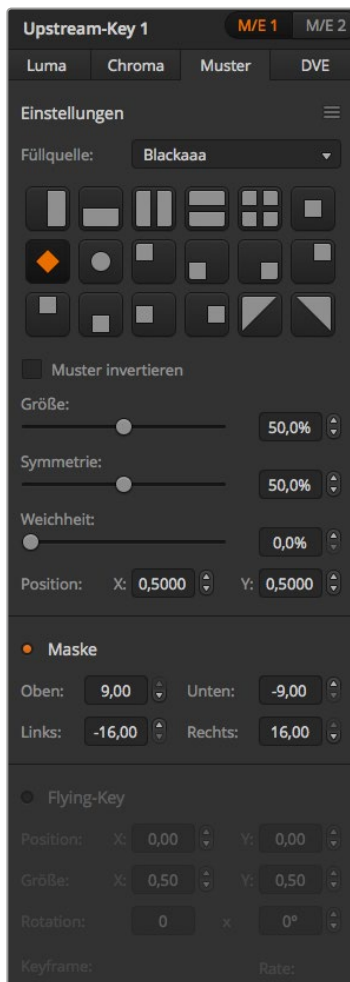 Upstream-Key 1 M/E 1 M/E 2
Luma Chroma Muster DVE
Einstellungen
Füllquelle: Blackaaa
Muster invertieren
Größe:
50,0%
Symmetrie:
50,0%
Weichheit:
0,0%
Position: X: 0,5000 Y: 0,5000
Maske
Oben: 9,00 Unten: -9,00
Links: -16,00 Rechts: 16,00
Flying-Key
Position: X: 0,00 Y: 0,00
Größe: X: 0,50 Y: 0,50
Rotation: 0 x 0°
Keyframe: Rate: